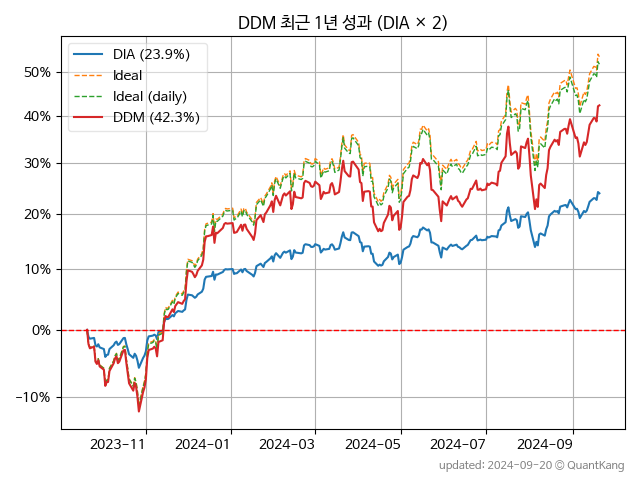 DDM 최근 1년 성과 (DIA × 2)
DIA (23.9%)
Ideal
Ideal (daily)
DDM (42.3%)
50%
40%
30%
20%
10%
0%
−10%
2023−11 2024−01 2024−03 2024−05 2024−07 2024−09
updated: 2024-09-20 © QuantKang